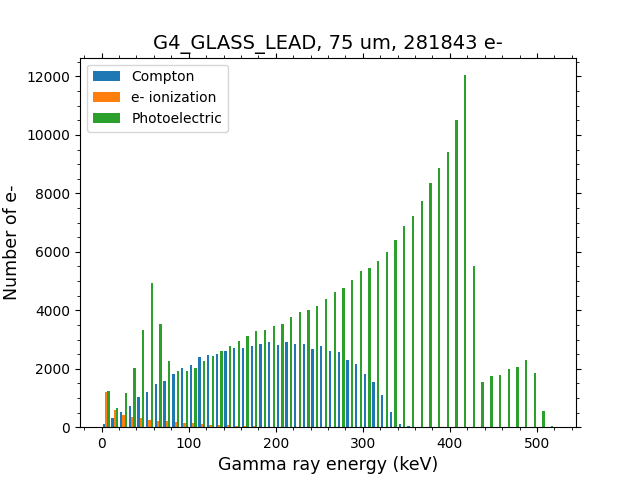 G4_GLASS_LEAD, 75 um, 281843 e-
Compton
e- ionization
Photoelectric
12000
10000
8000
6000
4000
2000
0
Number of e-
0 100 200 300 400 500
Gamma ray energy (keV)